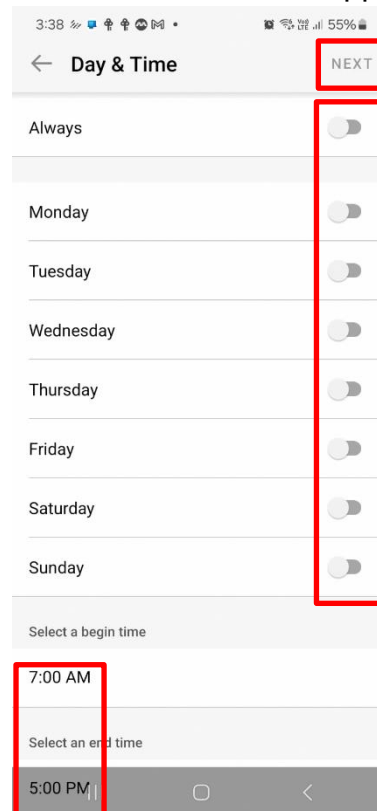 3:38 55%
Day & Time NEXT
Always
Monday
Tuesday
Wednesday
Thursday
Friday
Saturday
Sunday
Select a begin time
7:00 AM
Select an end time
5:00 PM